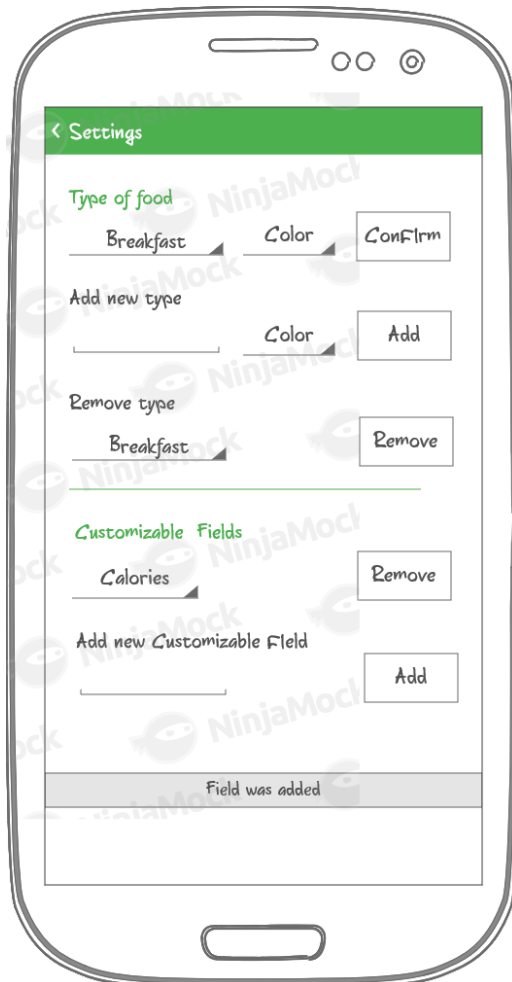 < Settings
Type of food
Breakfast Color ConFIrm
Add new type
Color Add
Remove type
Breakfast Remove
Customizable Fields
Calories Remove
Add new Customizable FIeld
Add
Field was added
NinjaMock